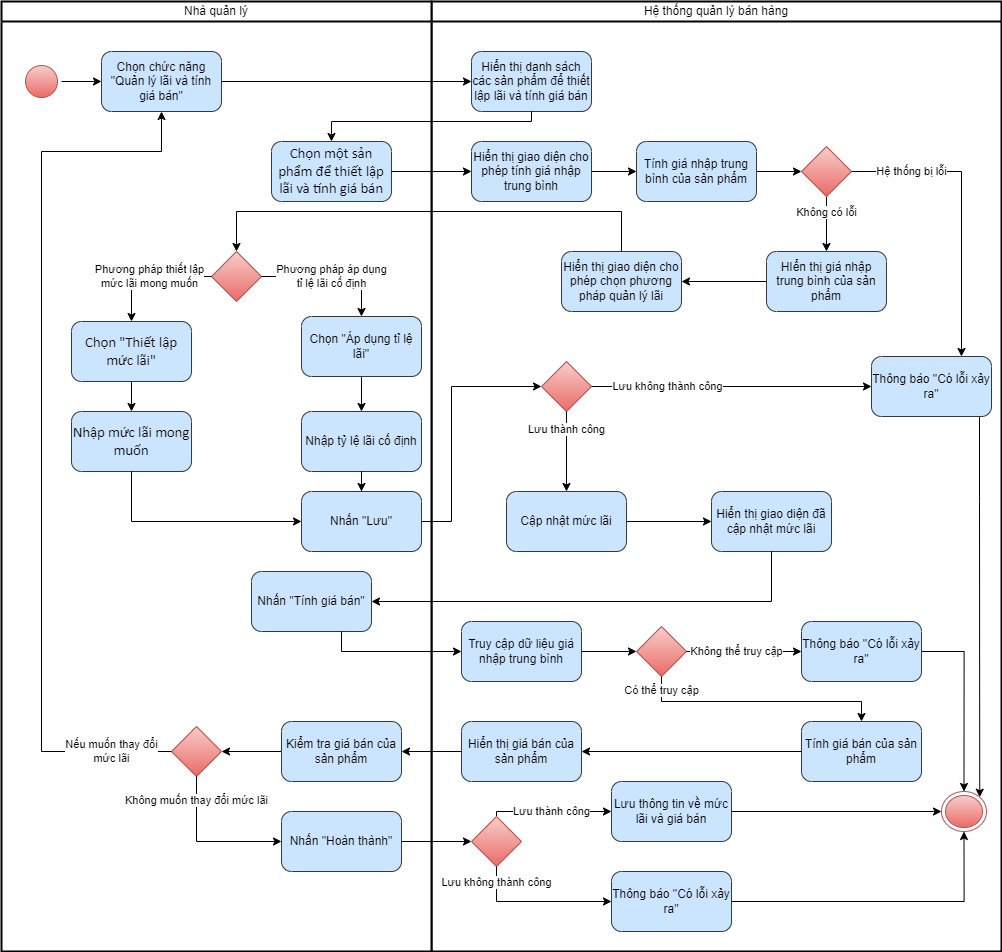 Nhà quản lý
Hệ thống quản lý bán hàng
Chọn chức năng
"Quản lý lãi và tính
giá bán"
Hiển thị danh sách
các sản phẩm để thiết
lập lãi và tính giá bán
Chọn một sản
phẩm để thiết lập
lãi và tính giá bán
Hiển thị giao diện cho
phép tính giá nhập
trung bình
Tính giá nhập trung
bình của sản phẩm
Hệ thống bị lỗi
Không có lỗi
Phương pháp thiết lập
mức lãi mong muốn
Phương pháp áp dụng
tỉ lệ lãi cố định
Hiển thị giao diện cho
phép chọn phương
pháp quản lý lãi
Hiển thị giá nhập
trung bình của sản
phẩm
Chọn "Thiết lập
mức lãi"
Chọn "Áp dụng tỉ lệ
lãi"
Lưu không thành công
Thông báo "Có lỗi xảy
ra"
Lưu thành công
Nhập mức lãi mong
muốn
Nhập tỷ lệ lãi cố định
Nhấn "Lưu"
Cập nhật mức lãi
Hiển thị giao diện đã
cập nhật mức lãi
Nhấn "Tính giá bán"
Truy cập dữ liệu giá
nhập trung bình
Không thể truy cập
Thông báo "Có lỗi xảy
ra"
Có thể truy cập
Nếu muốn thay đổi
mức lãi
Kiểm tra giá bán của
sản phẩm
Hiển thị giá bán của
sản phẩm
Tính giá bán của sản
phẩm
Không muốn thay đổi mức lãi
Lưu thành công
Lưu thông tin về mức
lãi và giá bán
Nhấn "Hoàn thành"
Lưu không thành công
Thông báo "Có lỗi xảy
ra"